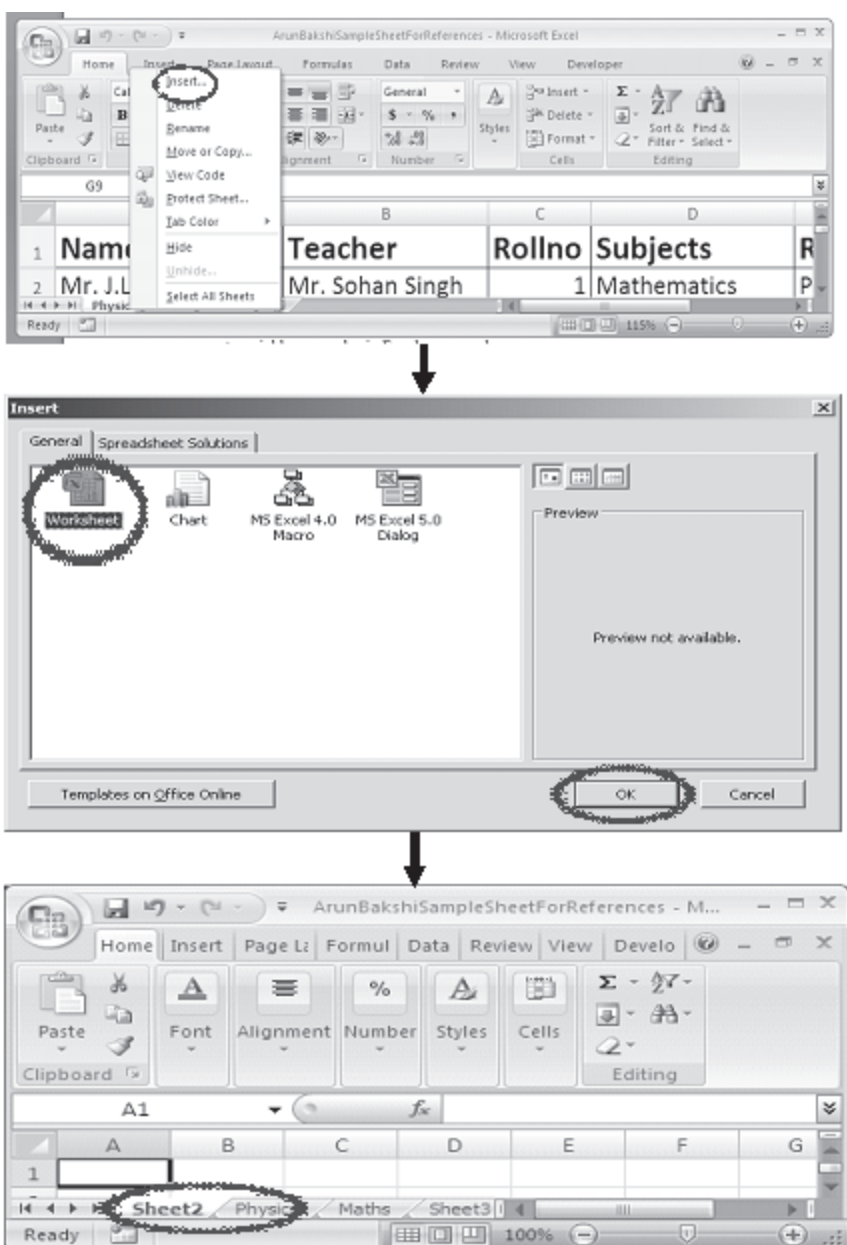 ArunBakshiSampleSheetForReferences - Microsoft Excel
Home Insert Page Layout Formulas Data Review View Developer
Insert...
Delete
Rename
Move or Copy...
View Code
Protect Sheet...
Tab Color
Hide
Unhide...
Select All Sheets
Paste
Clipboard
General
$ % ,
Number
Styles
Insert
Delete
Format
Cells
Σ
Sort & Filter
Find & Select
Editing
G9
B C D
1 Name Teacher Rollno Subjects R
2 Mr. J.L Mr. Sohan Singh 1 Mathematics P
Physic
Ready 115%
Insert
General Spreadsheet Solutions
Worksheet
Chart
MS Excel 4.0 Macro
MS Excel 5.0 Dialog
Preview
Preview not available.
Templates on Office Online OK Cancel
ArunBakshiSampleSheetForReferences - M...
Home Insert Page La Formul Data Review View Develo
Paste Font Alignment Number Styles Cells
Clipboard Editing
A1 fx
A B C D E F G
1
Sheet2 Physics Maths Sheet3
Ready 100%